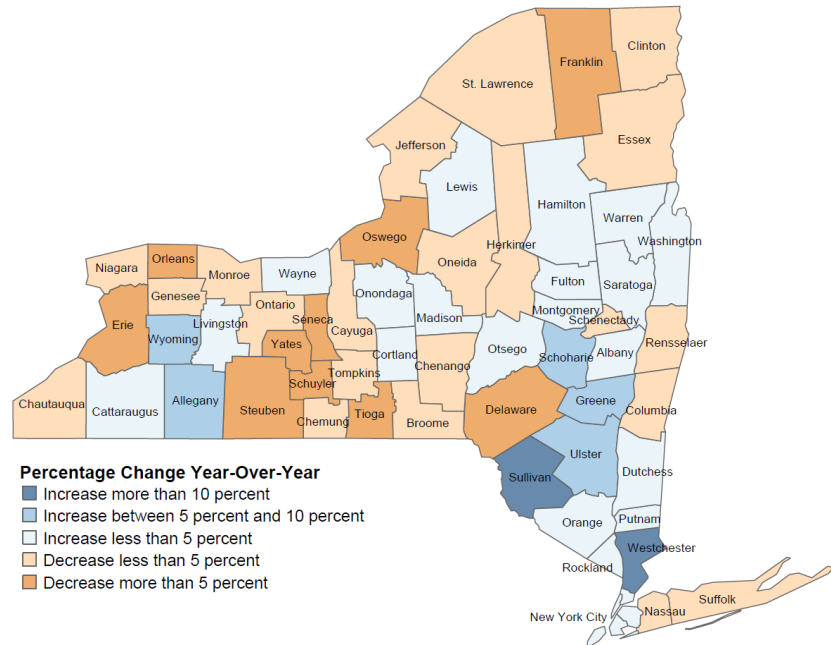 Clinton
Franklin
St. Lawrence
Essex
Jefferson
Lewis
Hamilton
Warren
Washington
Oswego
Herkimer
Oneida
Orleans
Niagara
Monroe
Wayne
Fulton
Saratoga
Genesee
Onondaga
Ontario
Madison
Montgomery
Seneca
Schenectady
Erie
Livingston
Cayuga
Wyoming
Yates
Otsego
Rensselaer
Cortland
Schoharie
Albany
Chenango
Tompkins
Schuyler
Chautauqua
Cattaraugus
Allegany
Steuben
Chemung
Tioga
Broome
Delaware
Greene
Columbia
Ulster
Percentage Change Year-Over-Year
Increase more than 10 percent
Increase between 5 percent and 10 percent
Increase less than 5 percent
Decrease less than 5 percent
Decrease more than 5 percent
Sullivan
Dutchess
Orange
Putnam
Westchester
Rockland
New York City
Nassau
Suffolk